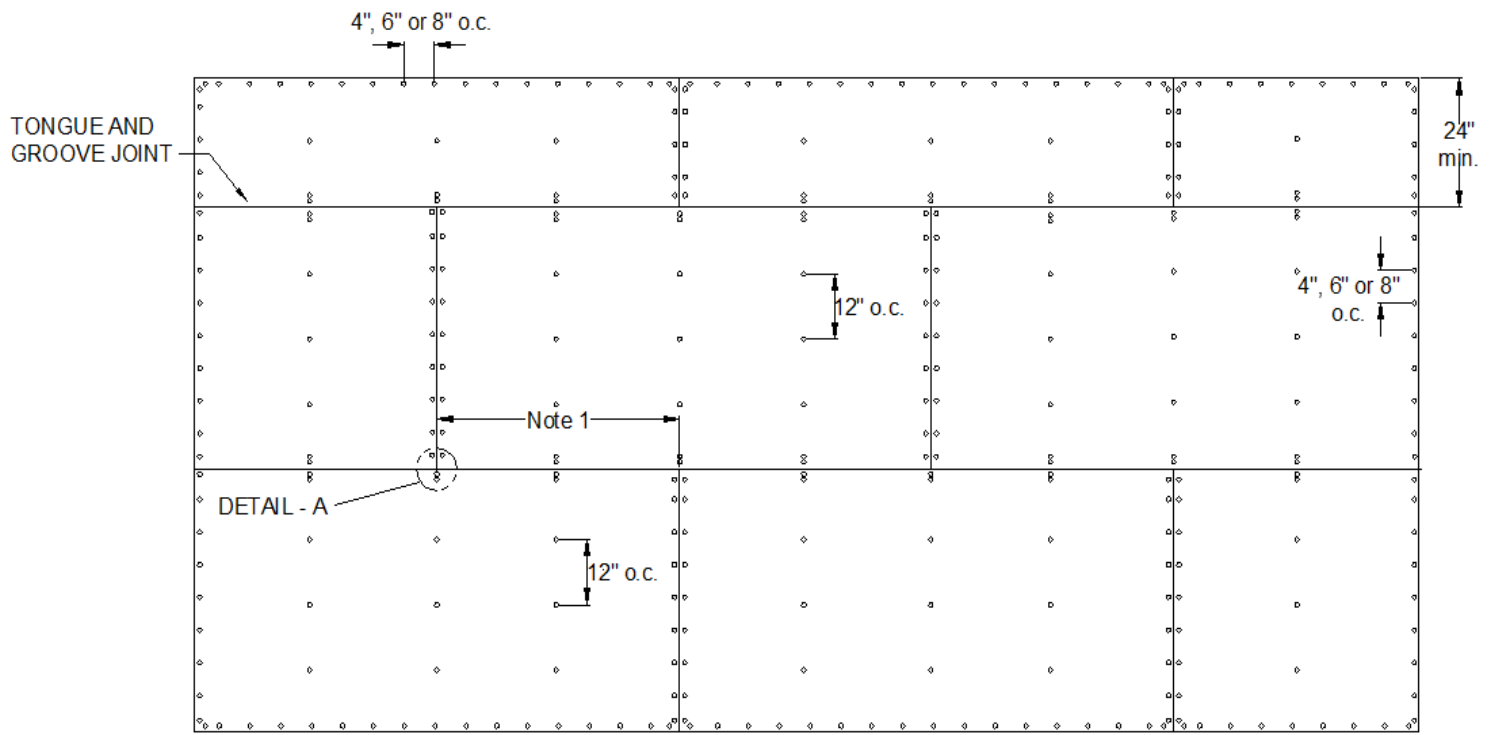 4", 6" or 8" o.c.
TONGUE AND
GROOVE JOINT
24"
min.
4", 6" or 8"
o.c.
12" o.c.
Note 1
DETAIL - A
12" o.c.